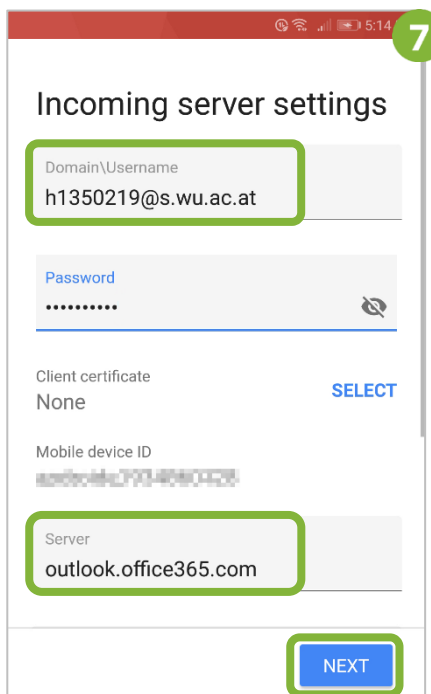 5:14
7
Incoming server settings
Domain\Username
h1350219@s.wu.ac.at
Password
••••••••••
Client certificate
None
SELECT
Mobile device ID
Server
outlook.office365.com
NEXT